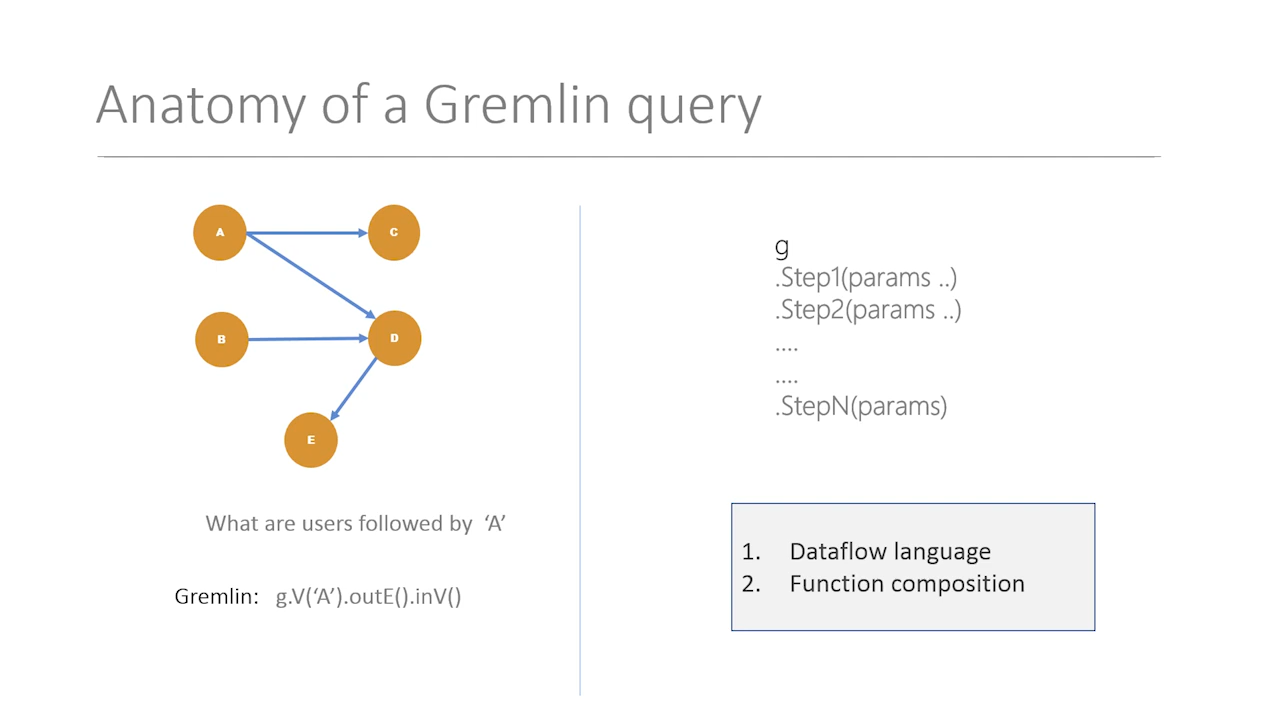 Anatomy of a Gremlin query
A
C
B
D
E
What are users followed by ‘A’
Gremlin: g.V(‘A’).outE().inV()
g
.Step1(params ..)
.Step2(params ..)
....
....
.StepN(params)
1. Dataflow language
2. Function composition